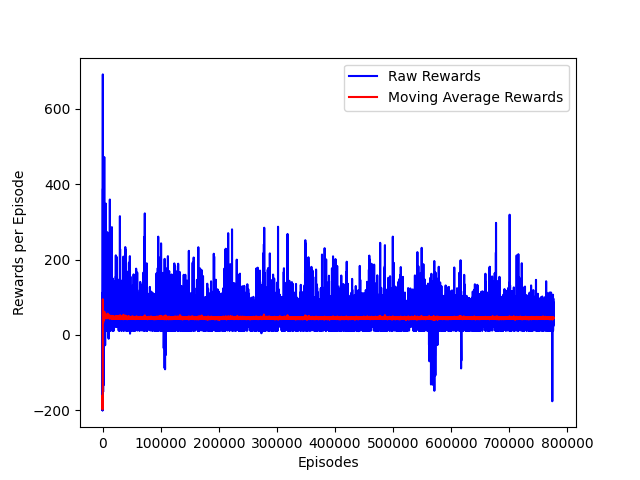 Raw Rewards
Moving Average Rewards
600
400
200
0
−200
Rewards per Episode
0 100000 200000 300000 400000 500000 600000 700000 800000
Episodes